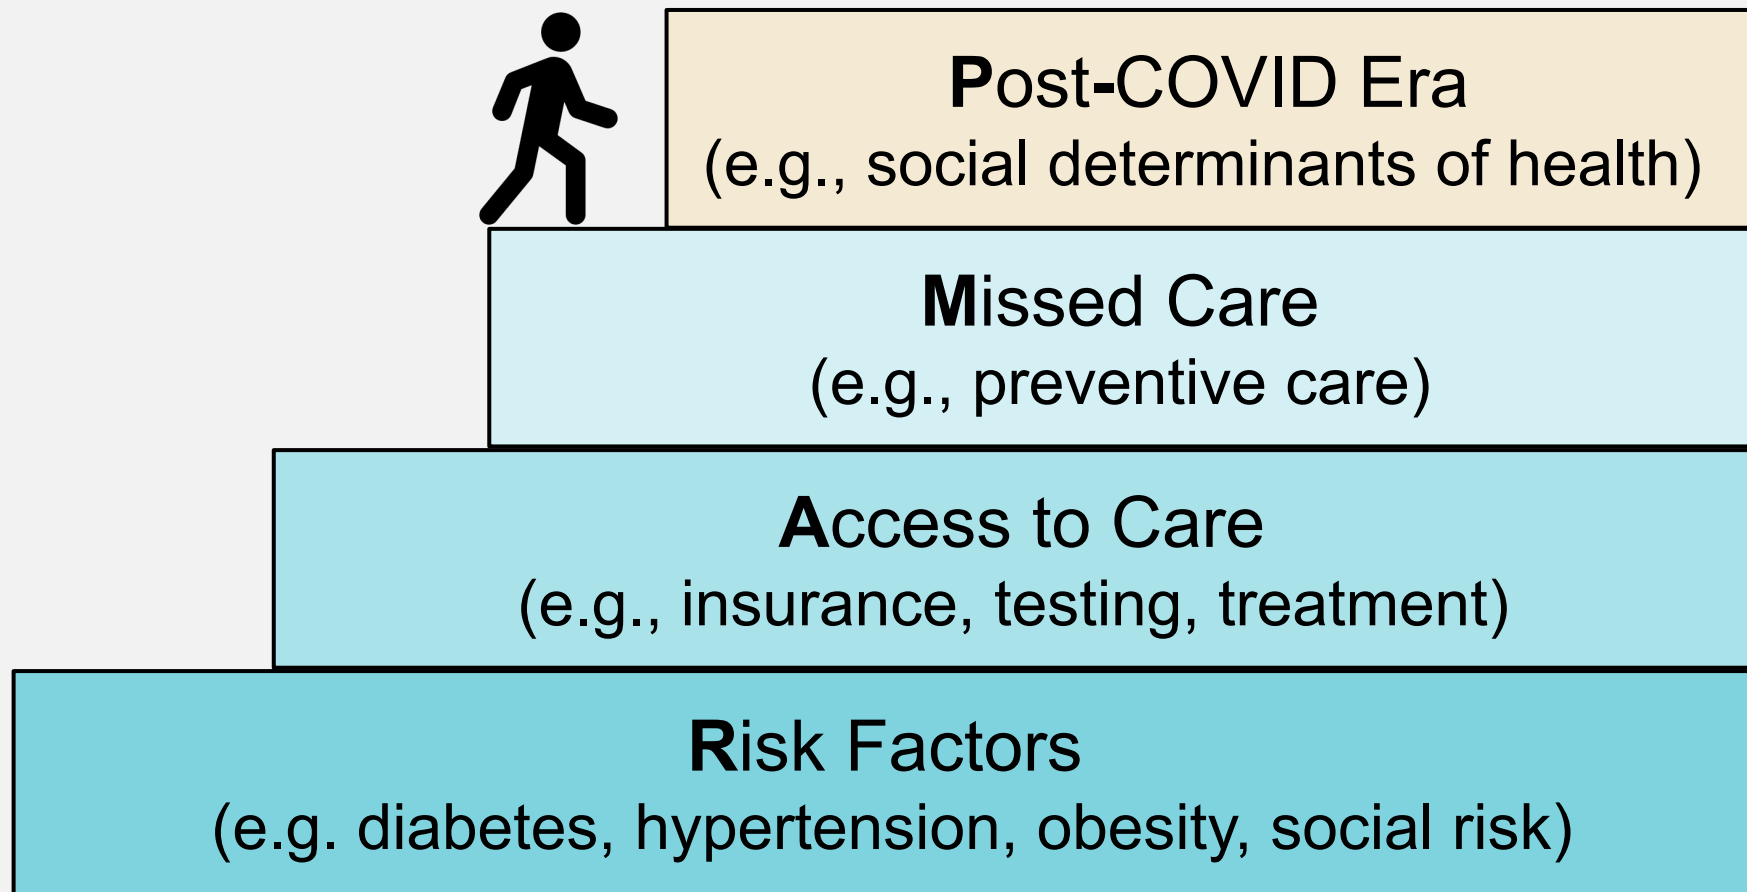 Post-COVID Era
(e.g., social determinants of health)
Missed Care
(e.g., preventive care)
Access to Care
(e.g., insurance, testing, treatment)
Risk Factors
(e.g. diabetes, hypertension, obesity, social risk)